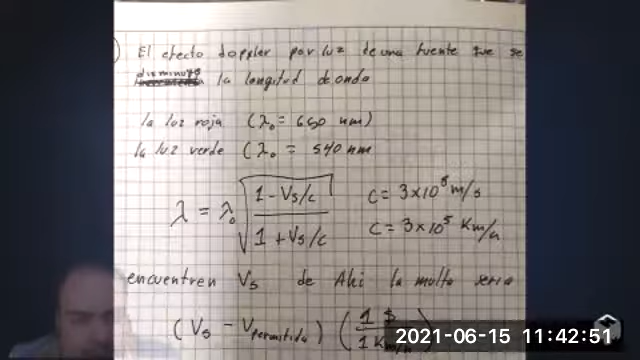 El efecto doppler por luz de una fuente que se
disminuye la longitud de onda
la luz roja (λ₀ = 650 nm)
la luz verde (λ₀ = 540 nm
λ = λ₀ √((1 - Vs/c) / (1 + Vs/c))
c = 3×10⁸ m/s
c = 3×10⁵ Km/s
encuentren Vs de Ahi la multa seria
(Vs - Vpermitida) (1 $ / 1 Km/
2021-06-15 11:42:51